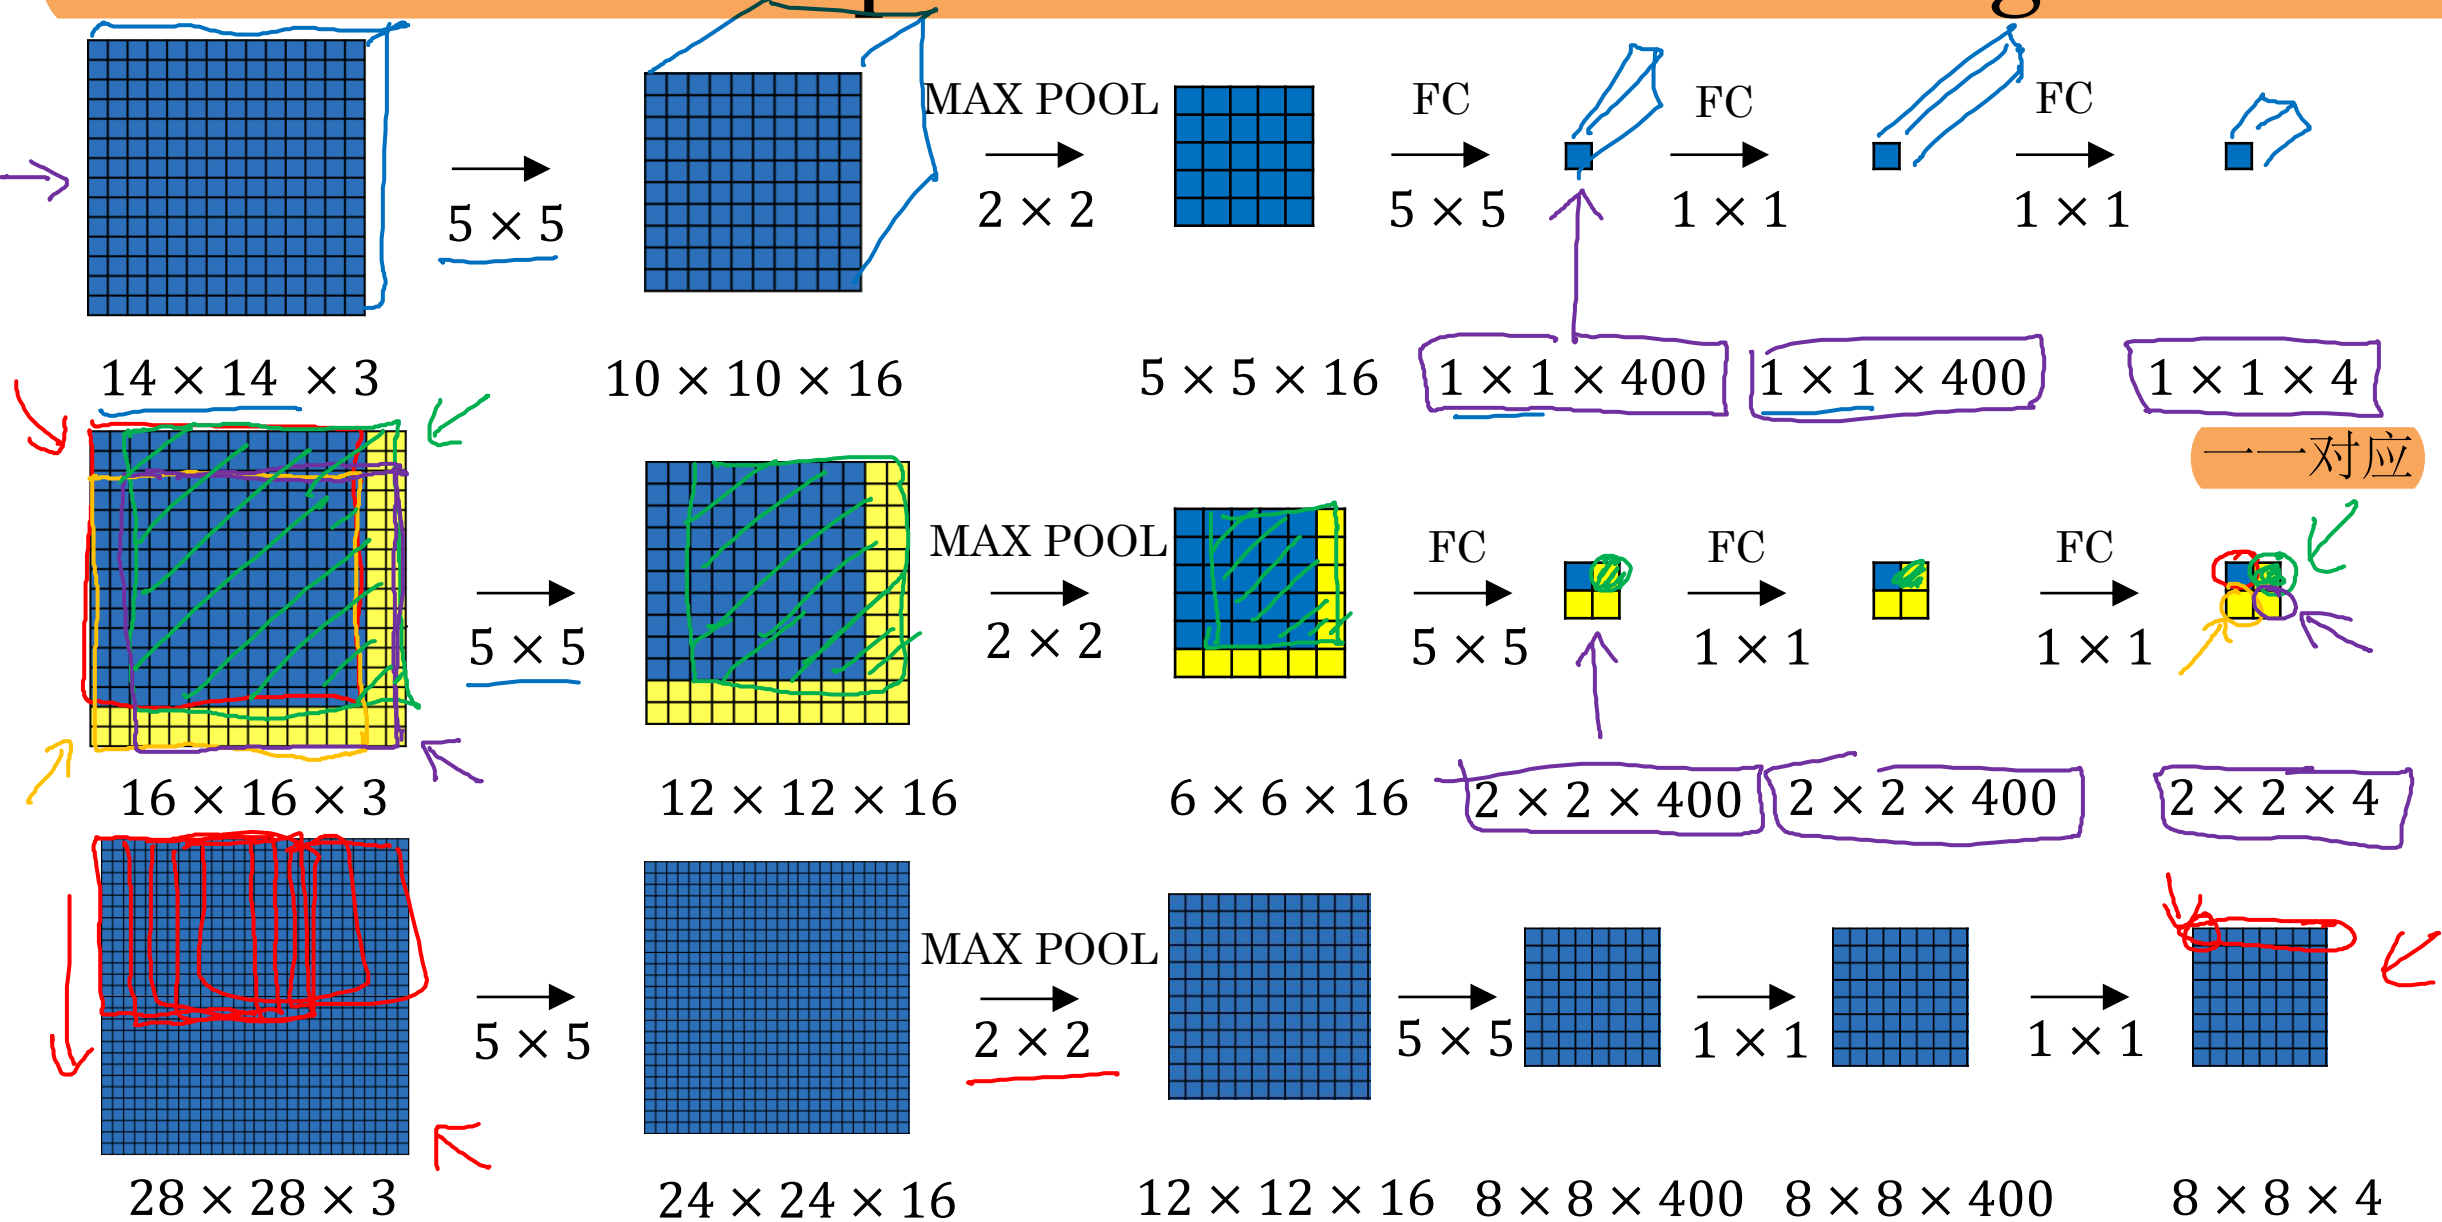 MAX POOL FC FC FC
5 × 5 2 × 2 5 × 5 1 × 1 1 × 1
14 × 14 × 3 10 × 10 × 16 5 × 5 × 16 1 × 1 × 400 1 × 1 × 400 1 × 1 × 4
一一对应
MAX POOL FC FC FC
5 × 5 2 × 2 5 × 5 1 × 1 1 × 1
16 × 16 × 3 12 × 12 × 16 6 × 6 × 16 2 × 2 × 400 2 × 2 × 400 2 × 2 × 4
MAX POOL
5 × 5 2 × 2 5 × 5 1 × 1 1 × 1
28 × 28 × 3 24 × 24 × 16 12 × 12 × 16 8 × 8 × 400 8 × 8 × 400 8 × 8 × 4